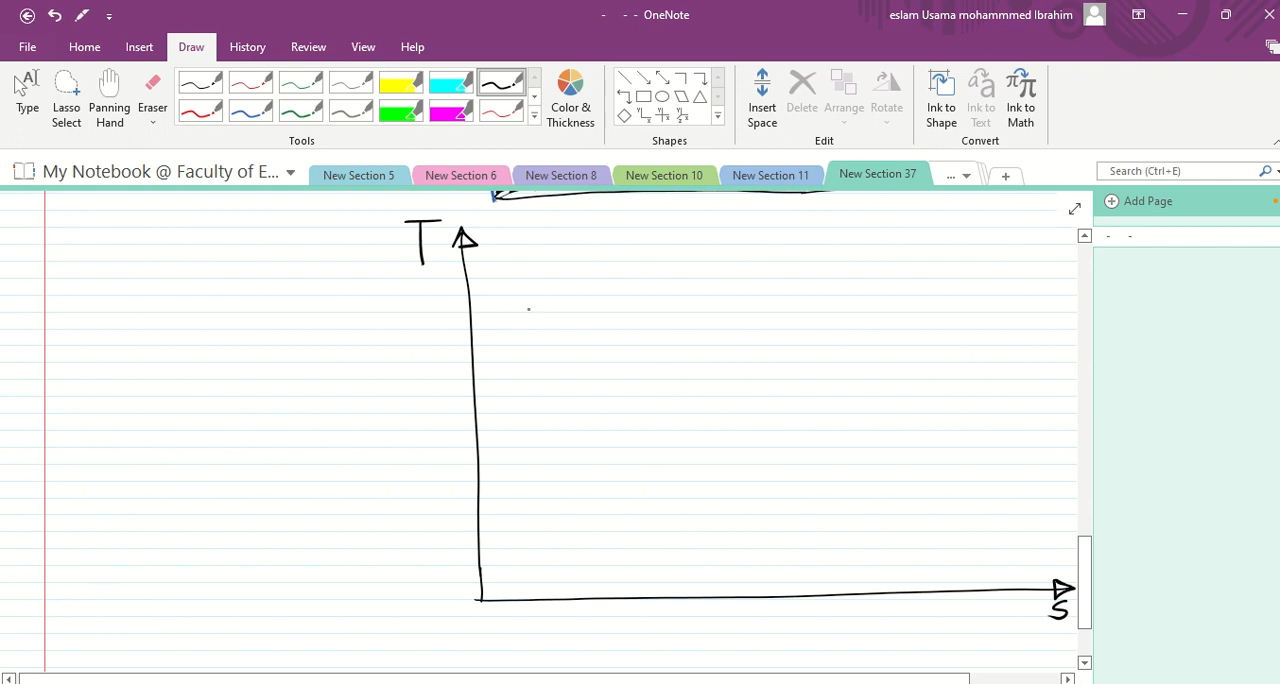 - - - OneNote
eslam Usama mohammmed Ibrahim
File Home Insert Draw History Review View Help
Type
Lasso Select
Panning Hand
Eraser
Color & Thickness
Insert Space
Delete
Arrange
Rotate
Ink to Shape
Ink to Text
Ink to Math
Tools Shapes Edit Convert
My Notebook @ Faculty of E... New Section 5 New Section 6 New Section 8 New Section 10 New Section 11 New Section 37 ... + Search (Ctrl+E)
Add Page
- -
T
S